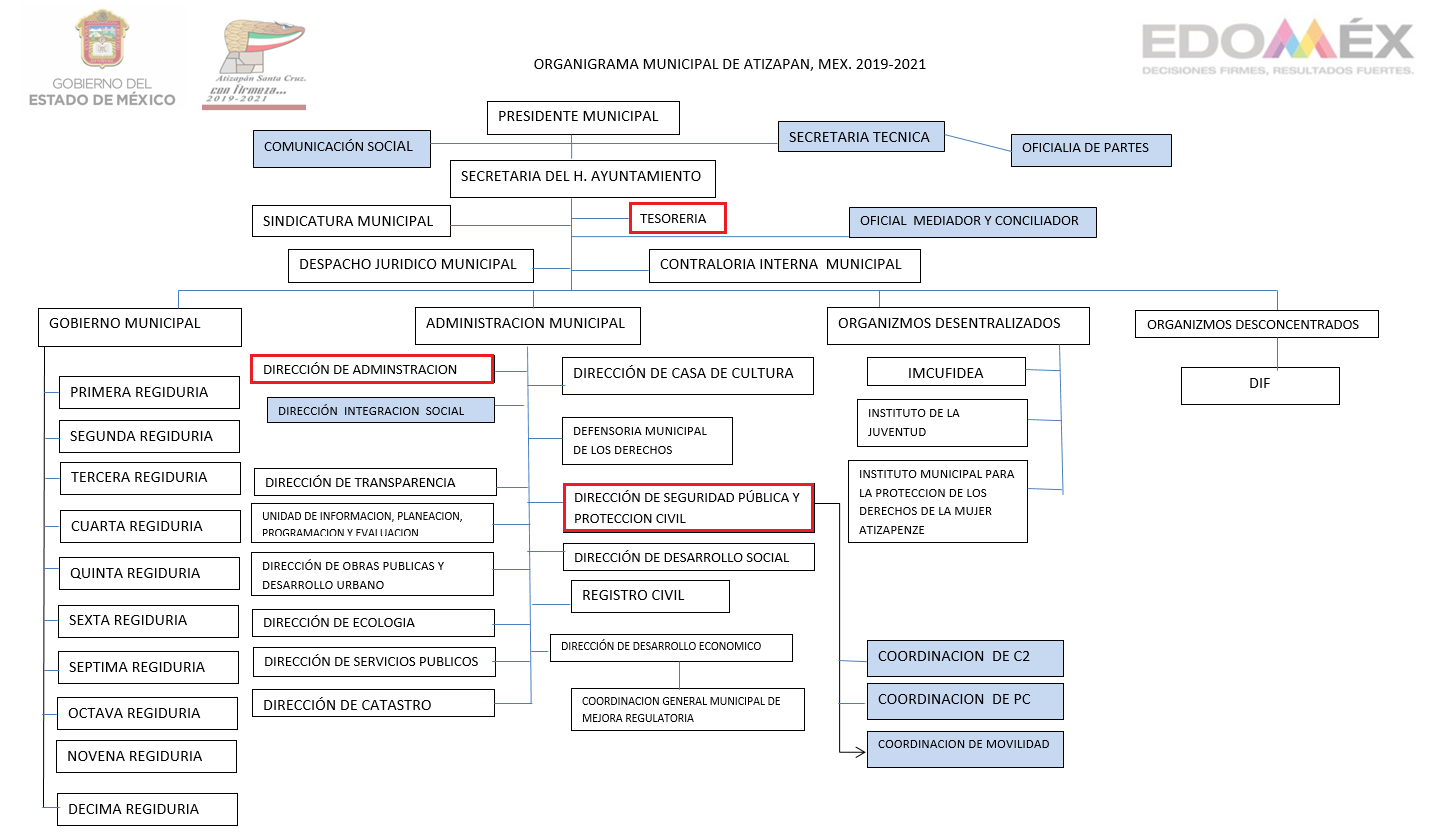 GOBIERNO DEL
ESTADO DE MÉXICO
Atizapán Santa Cruz.
con firmeza...
2019-2021
EDOMÉX
DECISIONES FIRMES, RESULTADOS FUERTES.
ORGANIGRAMA MUNICIPAL DE ATIZAPAN, MEX. 2019-2021
PRESIDENTE MUNICIPAL
COMUNICACIÓN SOCIAL
SECRETARIA TECNICA
OFICIALIA DE PARTES
SECRETARIA DEL H. AYUNTAMIENTO
SINDICATURA MUNICIPAL
TESORERIA
OFICIAL MEDIADOR Y CONCILIADOR
DESPACHO JURIDICO MUNICIPAL
CONTRALORIA INTERNA MUNICIPAL
GOBIERNO MUNICIPAL
PRIMERA REGIDURIA
SEGUNDA REGIDURIA
TERCERA REGIDURIA
CUARTA REGIDURIA
QUINTA REGIDURIA
SEXTA REGIDURIA
SEPTIMA REGIDURIA
OCTAVA REGIDURIA
NOVENA REGIDURIA
DECIMA REGIDURIA
ADMINISTRACION MUNICIPAL
DIRECCIÓN DE ADMINSTRACION
DIRECCIÓN INTEGRACION SOCIAL
DIRECCIÓN DE TRANSPARENCIA
UNIDAD DE INFORMACION, PLANEACION,
PROGRAMACION Y EVALUACION
DIRECCIÓN DE OBRAS PUBLICAS Y
DESARROLLO URBANO
DIRECCIÓN DE ECOLOGIA
DIRECCIÓN DE SERVICIOS PUBLICOS
DIRECCIÓN DE CATASTRO
DIRECCIÓN DE CASA DE CULTURA
DEFENSORIA MUNICIPAL
DE LOS DERECHOS
DIRECCIÓN DE SEGURIDAD PÚBLICA Y
PROTECCION CIVIL
DIRECCIÓN DE DESARROLLO SOCIAL
REGISTRO CIVIL
DIRECCIÓN DE DESARROLLO ECONOMICO
COORDINACION GENERAL MUNICIPAL DE
MEJORA REGULATORIA
ORGANIZMOS DESENTRALIZADOS
IMCUFIDEA
INSTITUTO DE LA
JUVENTUD
INSTITUTO MUNICIPAL PARA
LA PROTECCION DE LOS
DERECHOS DE LA MUJER
ATIZAPENZE
COORDINACION DE C2
COORDINACION DE PC
COORDINACION DE MOVILIDAD
ORGANIZMOS DESCONCENTRADOS
DIF